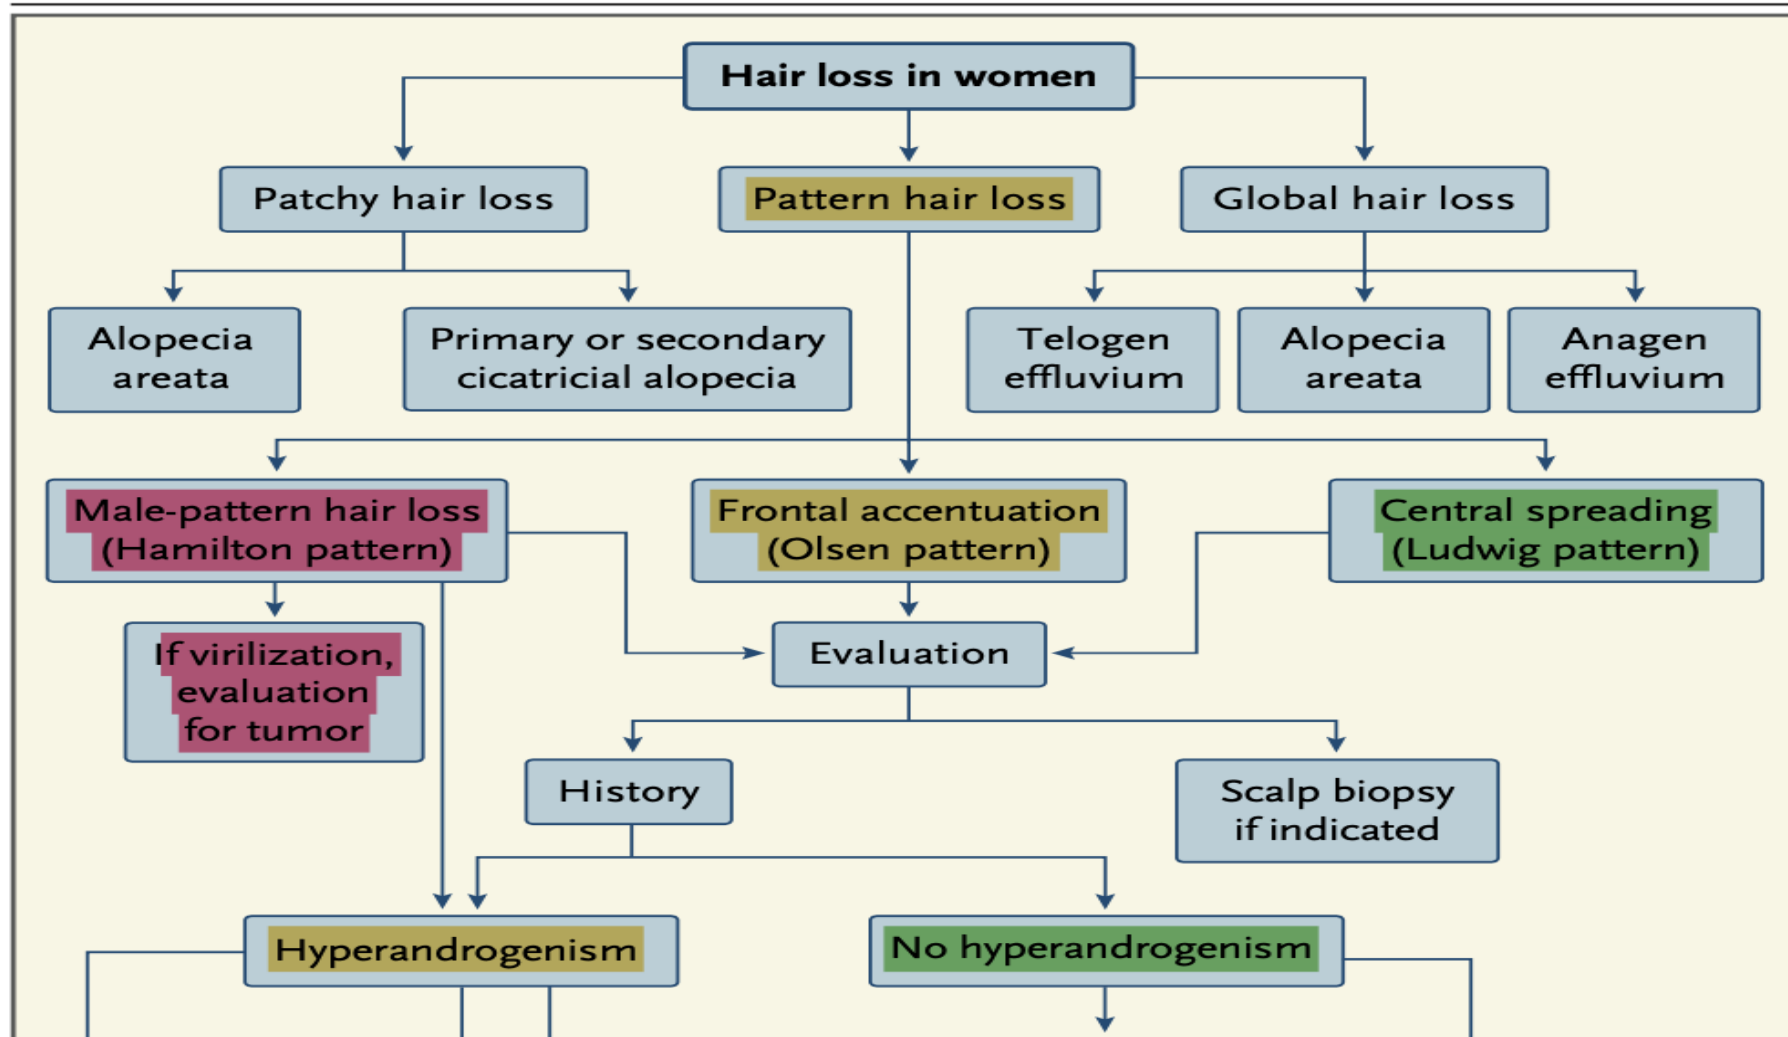 Hair loss in women
Patchy hair loss
Pattern hair loss
Global hair loss
Alopecia
areata
Primary or secondary
cicatricial alopecia
Telogen
effluvium
Alopecia
areata
Anagen
effluvium
Male-pattern hair loss
(Hamilton pattern)
Frontal accentuation
(Olsen pattern)
Central spreading
(Ludwig pattern)
If virilization,
evaluation
for tumor
Evaluation
History
Scalp biopsy
if indicated
Hyperandrogenism
No hyperandrogenism